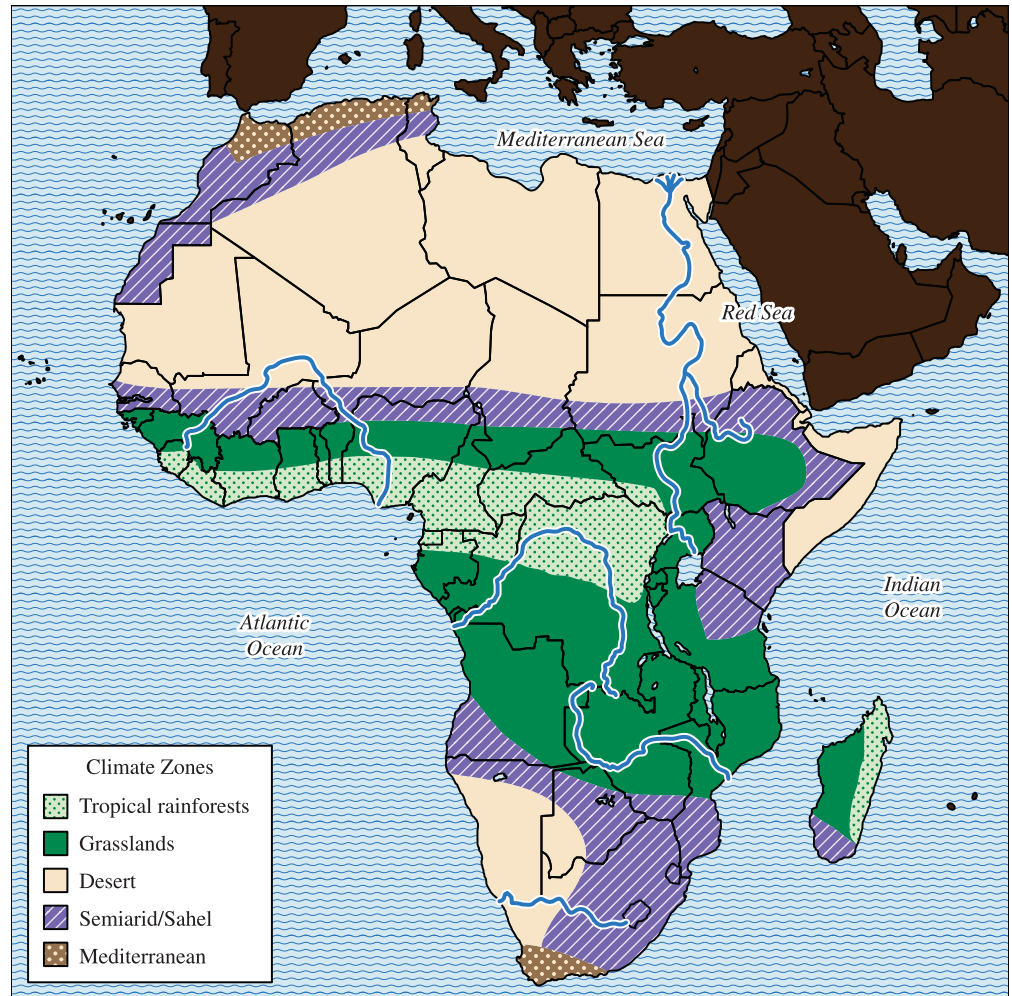 Mediterranean Sea
Red Sea
Indian
Ocean
Atlantic
Ocean
Climate Zones
Tropical rainforests
Grasslands
Desert
Semiarid/Sahel
Mediterranean